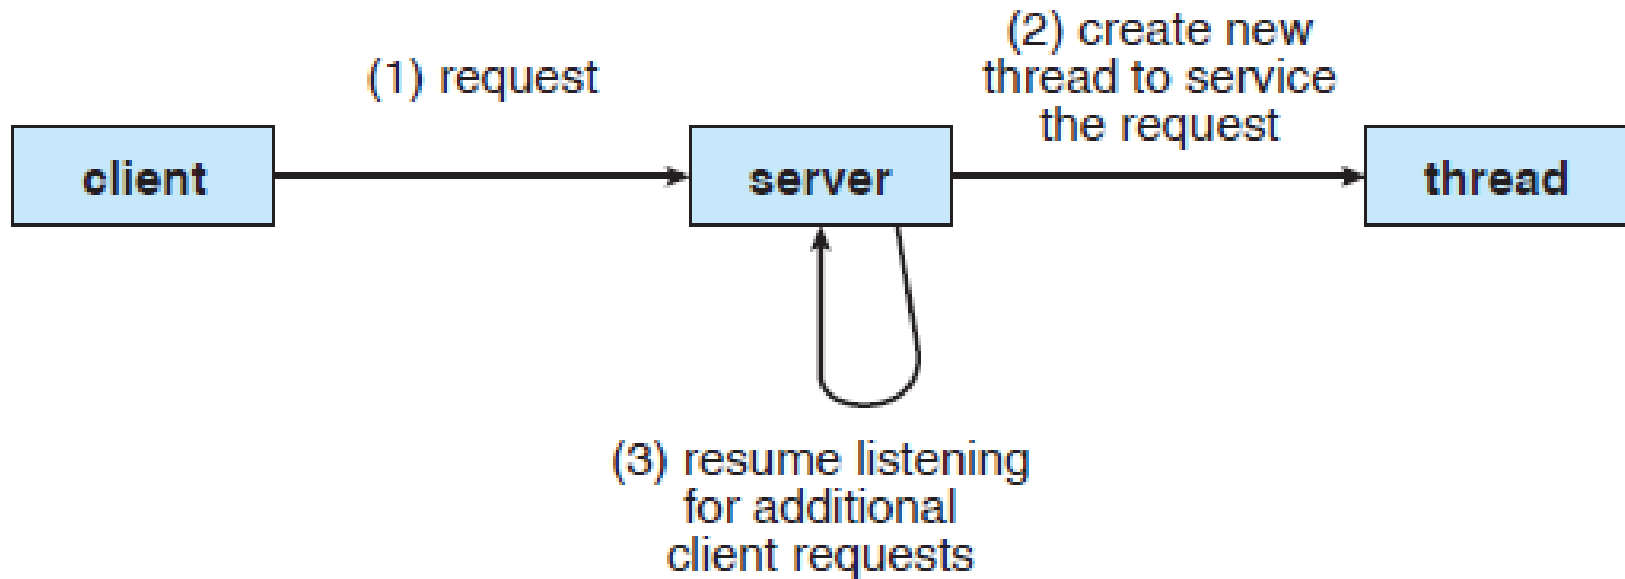 (1) request
(2) create new
thread to service
the request
client
server
thread
(3) resume listening
for additional
client requests